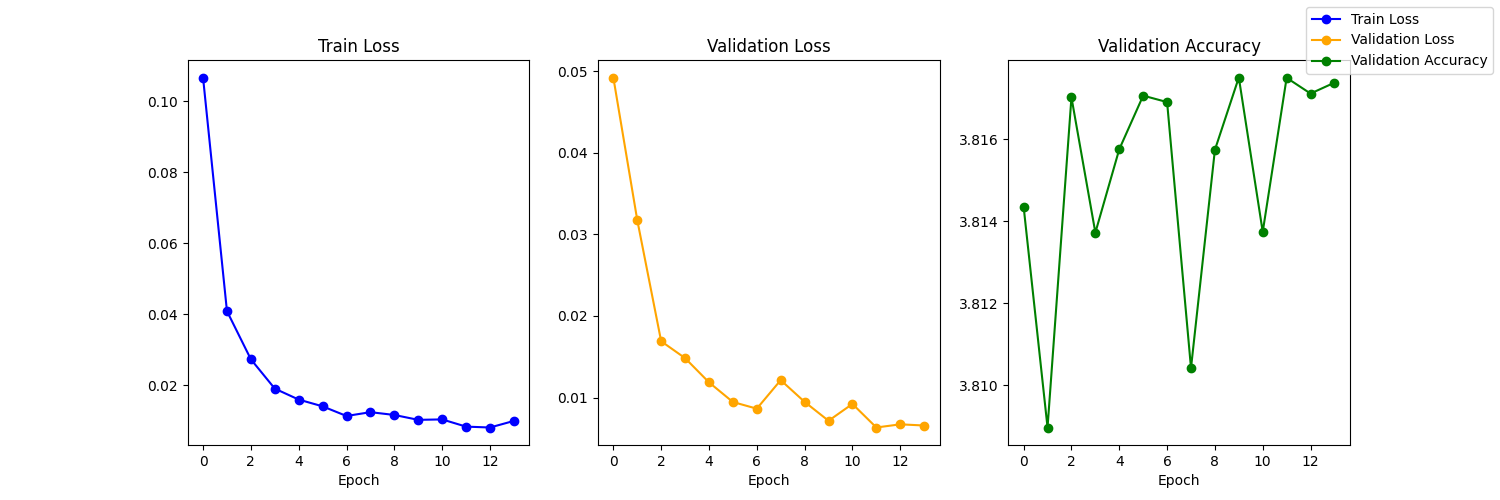 Train Loss
0.10
0.08
0.06
0.04
0.02
0 2 4 6 8 10 12
Epoch
Validation Loss
0.05
0.04
0.03
0.02
0.01
0 2 4 6 8 10 12
Epoch
Validation Accuracy
3.816
3.814
3.812
3.810
0 2 4 6 8 10 12
Epoch
Train Loss
Validation Loss
Validation Accuracy